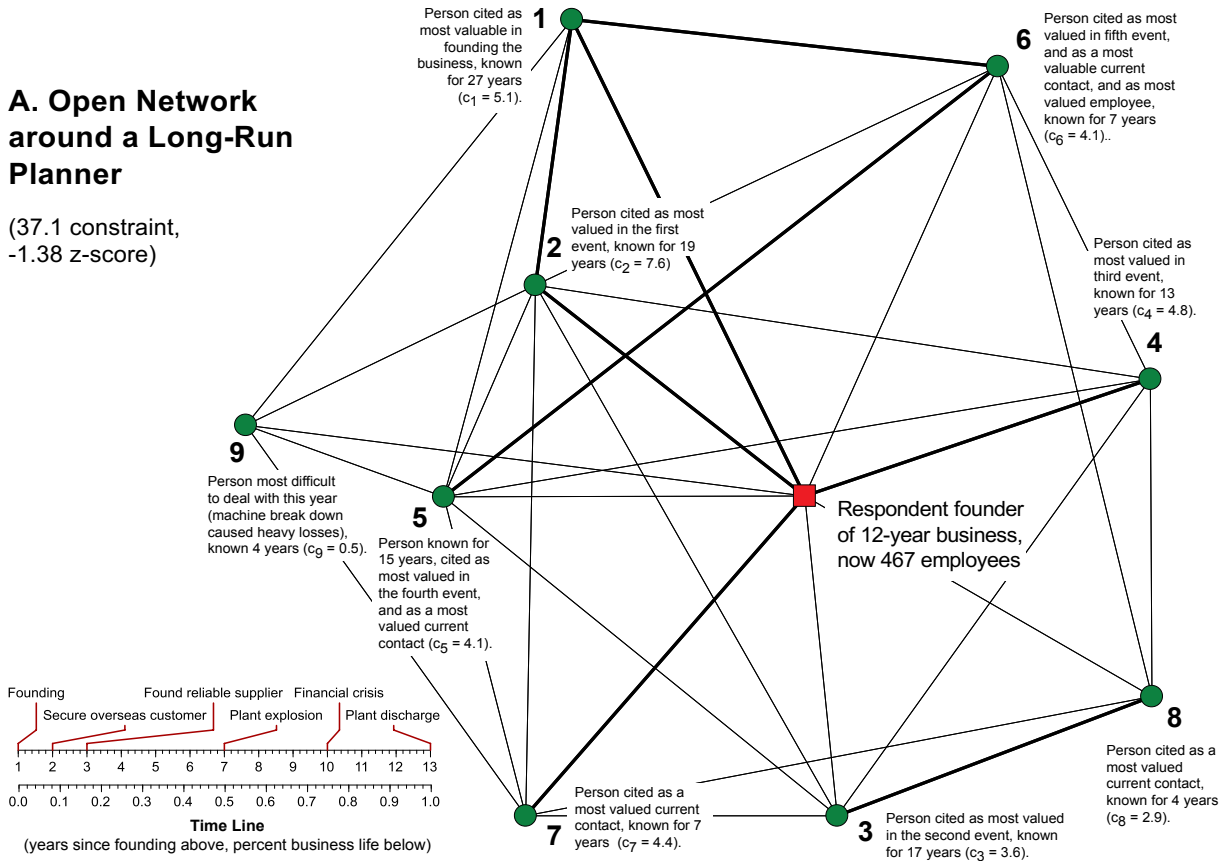 A. Open Network
around a Long-Run
Planner
(37.1 constraint,
-1.38 z-score)
Person cited as
most valuable in
founding the
business, known
for 27 years
(c1 = 5.1).
1
6
Person cited as most
valued in fifth event,
and as a most
valuable current
contact, and as most
valued employee,
known for 7 years
(c6 = 4.1)..
2
Person cited as most
valued in the first
event, known for 19
years (c2 = 7.6)
Person cited as
most valued in
third event,
known for 13
years (c4 = 4.8).
4
9
Person most difficult
to deal with this year
(machine break down
caused heavy losses),
known 4 years (c9 = 0.5).
5
Person known for
15 years, cited as
most valued in
the fourth event,
and as a most
valued current
contact (c5 = 4.1).
Respondent founder
of 12-year business,
now 467 employees
8
Person cited as a
most valued
current contact,
known for 4 years
(c8 = 2.9).
7
Person cited as a
most valued current
contact, known for 7
years (c7 = 4.4).
3
Person cited as most valued
in the second event, known
for 17 years (c3 = 3.6).
Founding
Found reliable supplier
Financial crisis
Secure overseas customer
Plant explosion
Plant discharge
1 2 3 4 5 6 7 8 9 10 11 12 13
0.0 0.1 0.2 0.3 0.4 0.5 0.6 0.7 0.8 0.9 1.0
Time Line
(years since founding above, percent business life below)